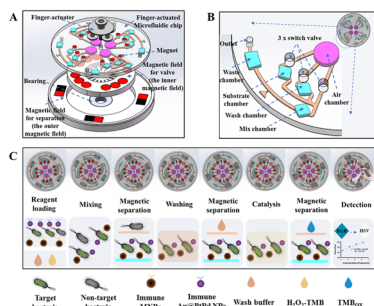 A
Finger-actuator
Finger-actuated
Microfluidic chip
Magnet
Magnetic field
for valve
(the inner
magnetic field)
Bearing
Magnetic field
for separation
(the outer
magnetic field)
B
3 x switch valve
Outlet
Waste
chamber
Substrate
chamber
Wash chamber
Mix chamber
Air
chamber
C
Reagent
loading
Mixing
Magnetic
separation
Washing
Magnetic
separation
Catalysis
Magnetic
separation
Detection
HSV
Target
Non-target
Immune
Immune
Wash buffer
H₂O₂-TMB
TMBox